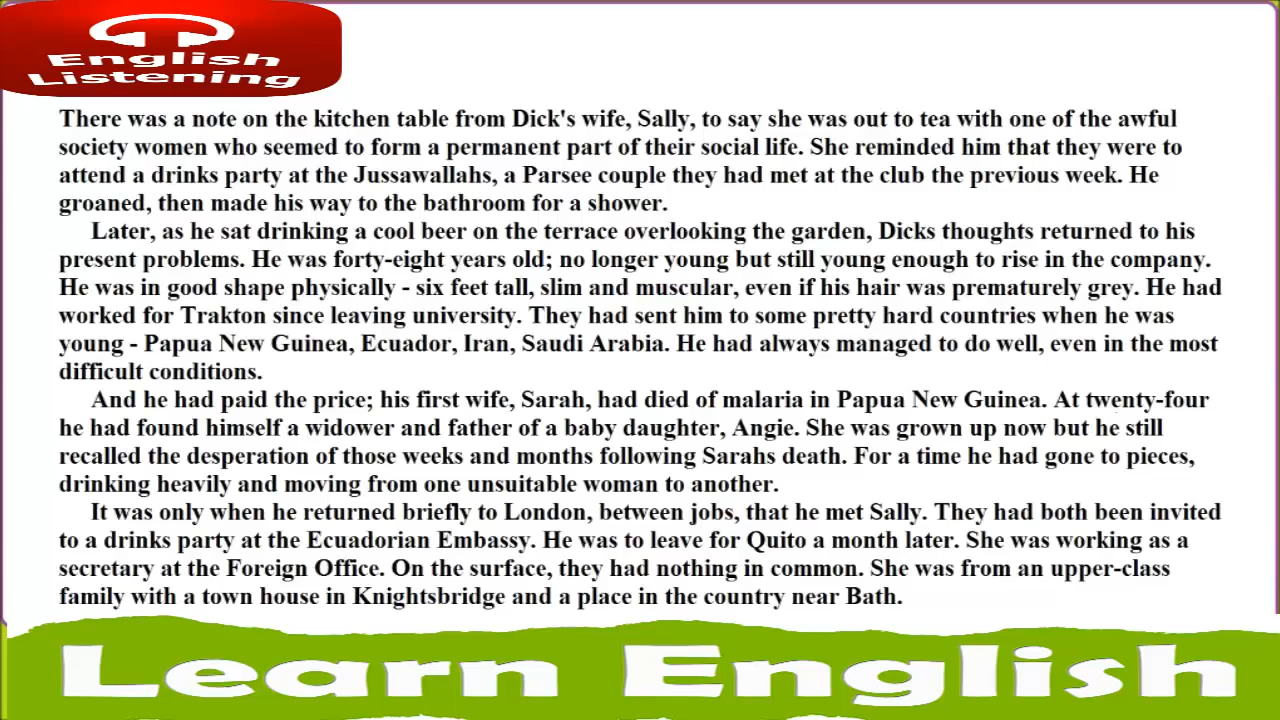 English
Listening
There was a note on the kitchen table from Dick's wife, Sally, to say she was out to tea with one of the awful
society women who seemed to form a permanent part of their social life. She reminded him that they were to
attend a drinks party at the Jussawallahs, a Parsee couple they had met at the club the previous week. He
groaned, then made his way to the bathroom for a shower.
Later, as he sat drinking a cool beer on the terrace overlooking the garden, Dicks thoughts returned to his
present problems. He was forty-eight years old; no longer young but still young enough to rise in the company.
He was in good shape physically - six feet tall, slim and muscular, even if his hair was prematurely grey. He had
worked for Trakton since leaving university. They had sent him to some pretty hard countries when he was
young - Papua New Guinea, Ecuador, Iran, Saudi Arabia. He had always managed to do well, even in the most
difficult conditions.
And he had paid the price; his first wife, Sarah, had died of malaria in Papua New Guinea. At twenty-four
he had found himself a widower and father of a baby daughter, Angie. She was grown up now but he still
recalled the desperation of those weeks and months following Sarahs death. For a time he had gone to pieces,
drinking heavily and moving from one unsuitable woman to another.
It was only when he returned briefly to London, between jobs, that he met Sally. They had both been invited
to a drinks party at the Ecuadorian Embassy. He was to leave for Quito a month later. She was working as a
secretary at the Foreign Office. On the surface, they had nothing in common. She was from an upper-class
family with a town house in Knightsbridge and a place in the country near Bath.
Learn English